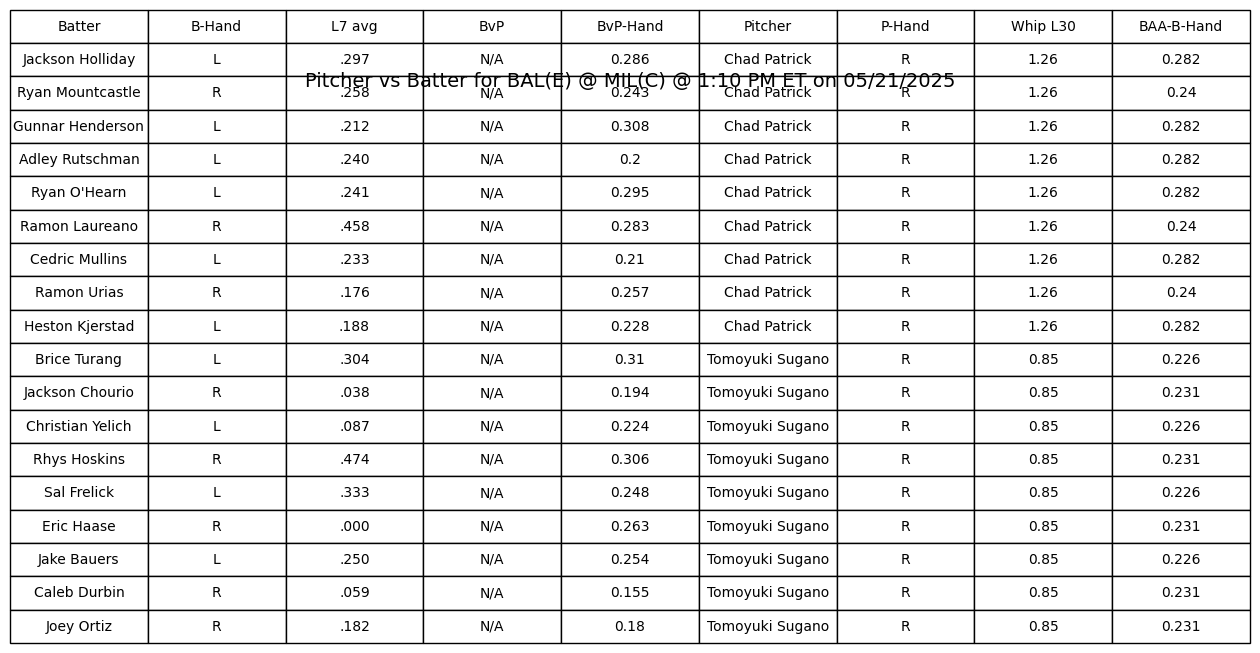 Batter B-Hand L7 avg BvP BvP-Hand Pitcher P-Hand Whip L30 BAA-B-Hand
Jackson Holliday L .297 N/A 0.286 Chad Patrick R 1.26 0.282
Pitcher vs Batter for BAL(E) @ MIL(C) @ 1:10 PM ET on 05/21/2025
Ryan Mountcastle R .258 N/A 0.243 Chad Patrick R 1.26 0.24
Gunnar Henderson L .212 N/A 0.308 Chad Patrick R 1.26 0.282
Adley Rutschman L .240 N/A 0.2 Chad Patrick R 1.26 0.282
Ryan O'Hearn L .241 N/A 0.295 Chad Patrick R 1.26 0.282
Ramon Laureano R .458 N/A 0.283 Chad Patrick R 1.26 0.24
Cedric Mullins L .233 N/A 0.21 Chad Patrick R 1.26 0.282
Ramon Urias R .176 N/A 0.257 Chad Patrick R 1.26 0.24
Heston Kjerstad L .188 N/A 0.228 Chad Patrick R 1.26 0.282
Brice Turang L .304 N/A 0.31 Tomoyuki Sugano R 0.85 0.226
Jackson Chourio R .038 N/A 0.194 Tomoyuki Sugano R 0.85 0.231
Christian Yelich L .087 N/A 0.224 Tomoyuki Sugano R 0.85 0.226
Rhys Hoskins R .474 N/A 0.306 Tomoyuki Sugano R 0.85 0.231
Sal Frelick L .333 N/A 0.248 Tomoyuki Sugano R 0.85 0.226
Eric Haase R .000 N/A 0.263 Tomoyuki Sugano R 0.85 0.231
Jake Bauers L .250 N/A 0.254 Tomoyuki Sugano R 0.85 0.226
Caleb Durbin R .059 N/A 0.155 Tomoyuki Sugano R 0.85 0.231
Joey Ortiz R .182 N/A 0.18 Tomoyuki Sugano R 0.85 0.231